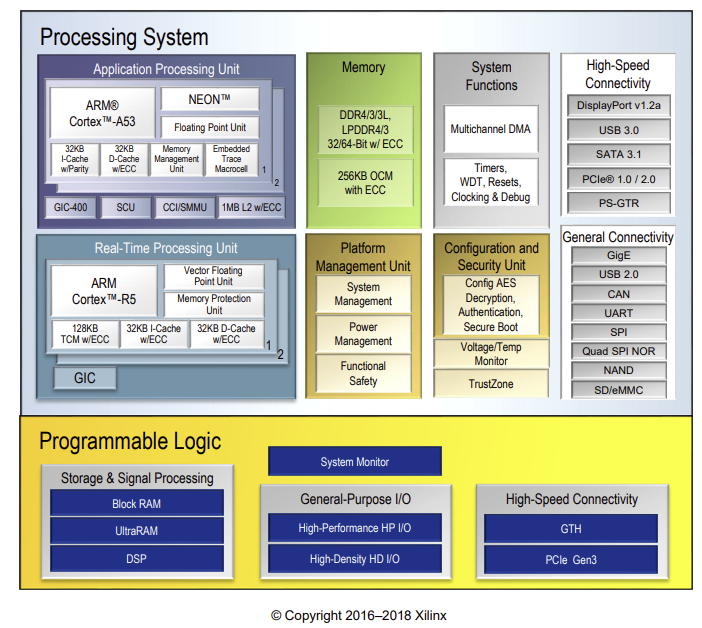 Processing System
Application Processing Unit
ARM®
Cortex™-A53
NEON™
Floating Point Unit
32KB
I-Cache
w/Parity
32KB
D-Cache
w/ECC
Memory
Management
Unit
Embedded
Trace
Macrocell
1
2
GIC-400
SCU
CCI/SMMU
1MB L2 w/ECC
Memory
DDR4/3/3L,
LPDDR4/3
32/64-Bit w/ ECC
256KB OCM
with ECC
System
Functions
Multichannel DMA
Timers,
WDT, Resets,
Clocking & Debug
High-Speed
Connectivity
DisplayPort v1.2a
USB 3.0
SATA 3.1
PCIe® 1.0 / 2.0
PS-GTR
Real-Time Processing Unit
ARM
Cortex™-R5
Vector Floating
Point Unit
Memory Protection
Unit
128KB
TCM w/ECC
32KB I-Cache
w/ECC
32KB D-Cache
w/ECC
1
2
GIC
Platform
Management Unit
System
Management
Power
Management
Functional
Safety
Configuration and
Security Unit
Config AES
Decryption,
Authentication,
Secure Boot
Voltage/Temp
Monitor
TrustZone
General Connectivity
GigE
USB 2.0
CAN
UART
SPI
Quad SPI NOR
NAND
SD/eMMC
Programmable Logic
Storage & Signal Processing
Block RAM
UltraRAM
DSP
System Monitor
General-Purpose I/O
High-Performance HP I/O
High-Density HD I/O
High-Speed Connectivity
GTH
PCIe Gen3
© Copyright 2016–2018 Xilinx